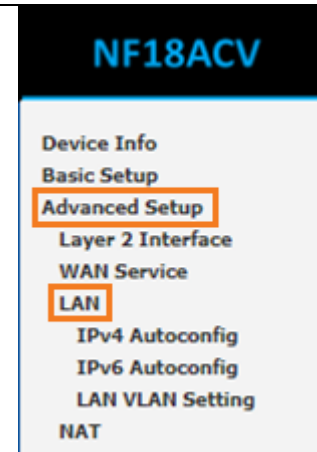 NF18ACV
Device Info
Basic Setup
Advanced Setup
Layer 2 Interface
WAN Service
LAN
IPv4 Autoconfig
IPv6 Autoconfig
LAN VLAN Setting
NAT